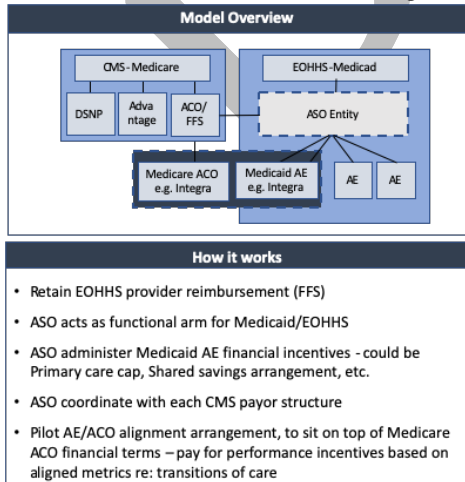 Model Overview
CMS - Medicare
EOHHS -Medicad
DSNP
Adva
ntage
ACO/
FFS
ASO Entity
Medicare ACO
e.g. Integra
Medicaid AE
e.g. Integra
AE
AE
How it works
• Retain EOHHS provider reimbursement (FFS)
• ASO acts as functional arm for Medicaid/EOHHS
• ASO administer Medicaid AE financial incentives - could be
Primary care cap, Shared savings arrangement, etc.
• ASO coordinate with each CMS payor structure
• Pilot AE/ACO alignment arrangement, to sit on top of Medicare
ACO financial terms – pay for performance incentives based on
aligned metrics re: transitions of care